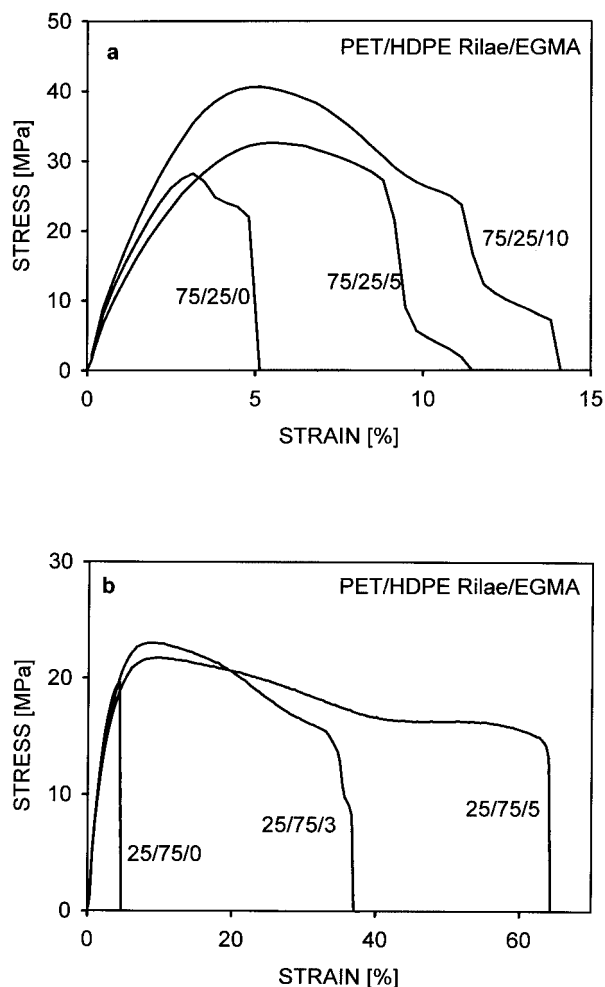 50
a
PET/HDPE Rilae/EGMA
40
30
20
10
0
STRESS [MPa]
75/25/0
75/25/5
75/25/10
0 5 10 15
STRAIN [%]
30
b
PET/HDPE Rilae/EGMA
20
10
0
STRESS [MPa]
25/75/0
25/75/3
25/75/5
0 20 40 60
STRAIN [%]